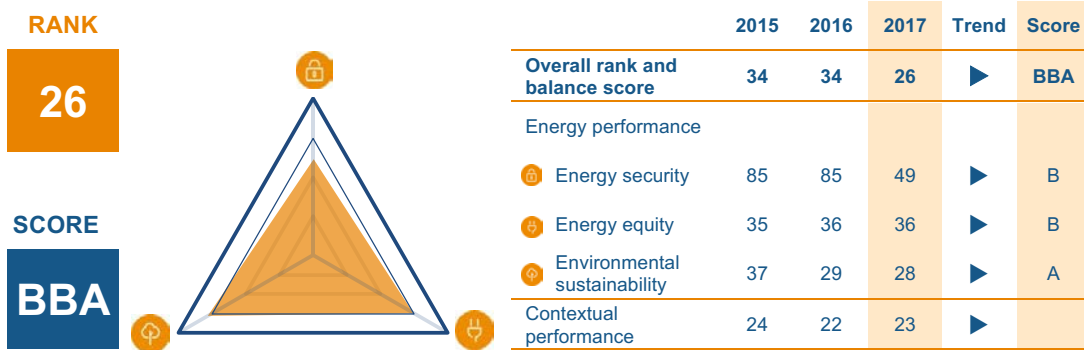 RANK
26
SCORE
BBA
2015 2016 2017 Trend Score
Overall rank and
balance score 34 34 26 BBA
Energy performance
Energy security 85 85 49 B
Energy equity 35 36 36 B
Environmental
sustainability 37 29 28 A
Contextual
performance 24 22 23